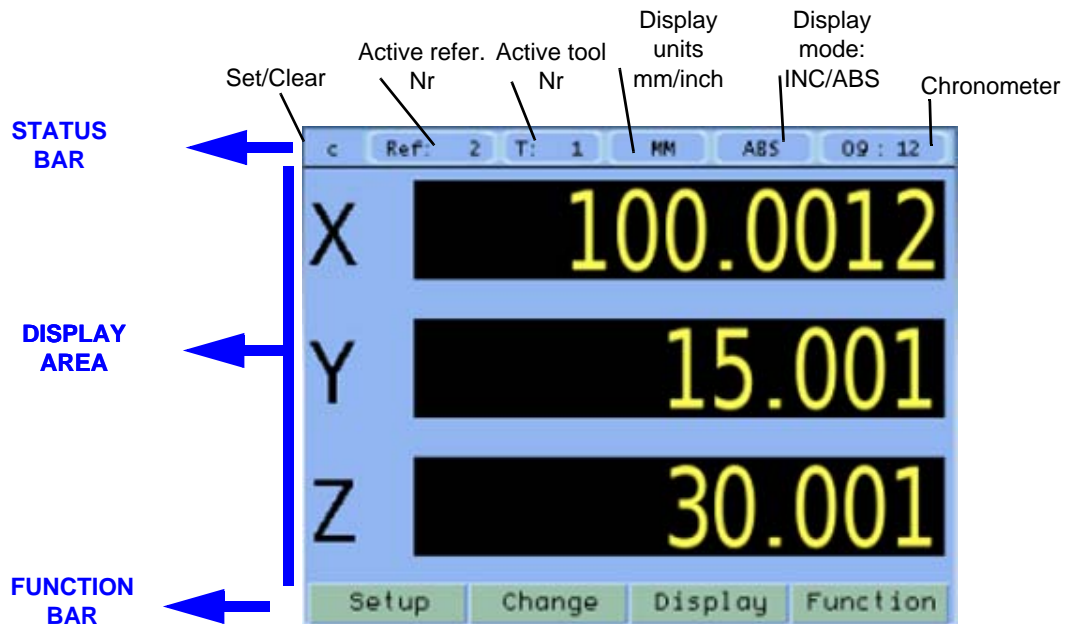 Display
units
mm/inch
Display
mode:
INC/ABS
Active refer.
Nr
Active tool
Nr
Set/Clear
Chronometer
STATUS
BAR
c Ref: 2 T: 1 MM ABS 09 : 12
X 100.0012
DISPLAY
AREA
Y 15.001
Z 30.001
FUNCTION
BAR
Setup Change Display Function